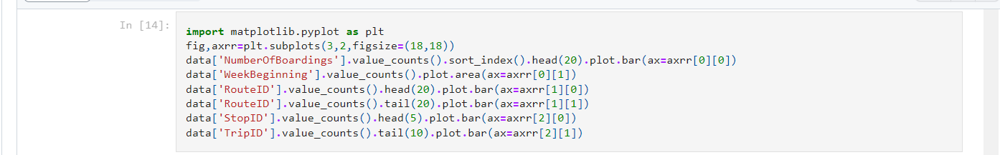 In [14]:
import matplotlib.pyplot as plt
fig,axrr=plt.subplots(3,2,figsize=(18,18))
data['NumberOfBoardings'].value_counts().sort_index().head(20).plot.bar(ax=axrr[0][0])
data['WeekBeginning'].value_counts().plot.area(ax=axrr[0][1])
data['RouteID'].value_counts().head(20).plot.bar(ax=axrr[1][0])
data['RouteID'].value_counts().tail(20).plot.bar(ax=axrr[1][1])
data['StopID'].value_counts().head(5).plot.bar(ax=axrr[2][0])
data['TripID'].value_counts().tail(10).plot.bar(ax=axrr[2][1])